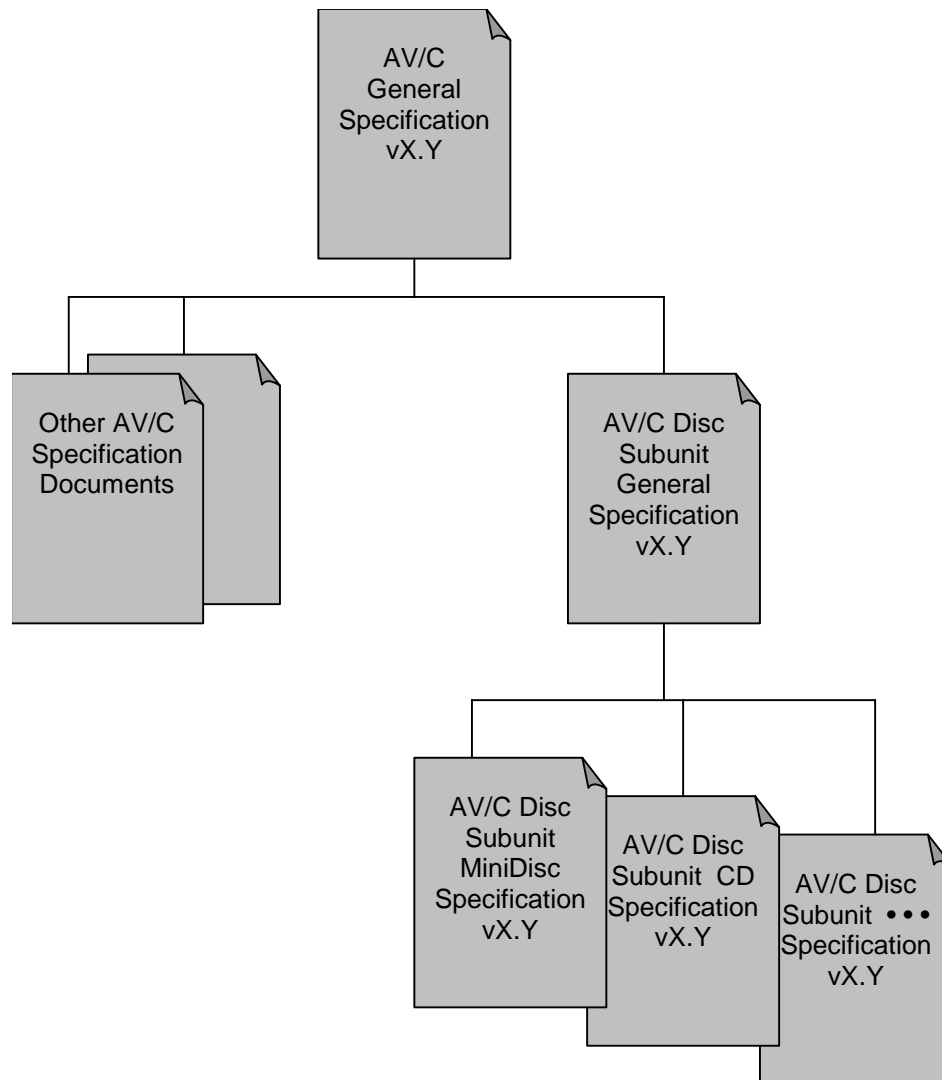 AV/C
General
Specification
vX.Y
Other AV/C
Specification
Documents
AV/C Disc
Subunit
General
Specification
vX.Y
AV/C Disc
Subunit
MiniDisc
Specification
vX.Y
AV/C Disc
Subunit CD
Specification
vX.Y
AV/C Disc
Subunit •••
Specification
vX.Y